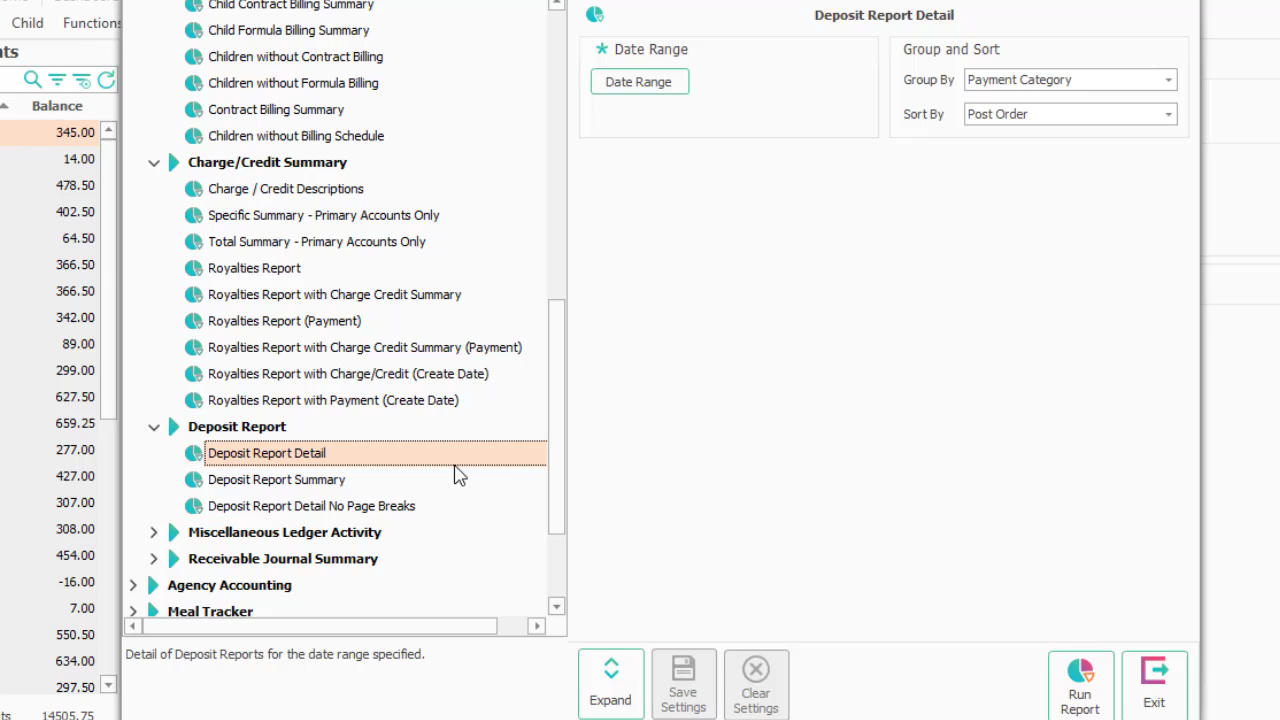 Child Functions
nts
Balance
345.00
14.00
478.50
402.50
64.50
366.50
366.50
342.00
89.00
299.00
627.50
659.25
277.00
427.00
307.00
308.00
454.00
-16.00
7.00
550.50
634.00
297.50
ts 14505.75
Child Contract Billing Summary
Child Formula Billing Summary
Children without Contract Billing
Children without Formula Billing
Contract Billing Summary
Children without Billing Schedule
Charge/Credit Summary
Charge / Credit Descriptions
Specific Summary - Primary Accounts Only
Total Summary - Primary Accounts Only
Royalties Report
Royalties Report with Charge Credit Summary
Royalties Report (Payment)
Royalties Report with Charge Credit Summary (Payment)
Royalties Report with Charge/Credit (Create Date)
Royalties Report with Payment (Create Date)
Deposit Report
Deposit Report Detail
Deposit Report Summary
Deposit Report Detail No Page Breaks
Miscellaneous Ledger Activity
Receivable Journal Summary
Agency Accounting
Meal Tracker
Detail of Deposit Reports for the date range specified.
Deposit Report Detail
* Date Range
Date Range
Group and Sort
Group By Payment Category
Sort By Post Order
Expand
Save
Settings
Clear
Settings
Run
Report
Exit